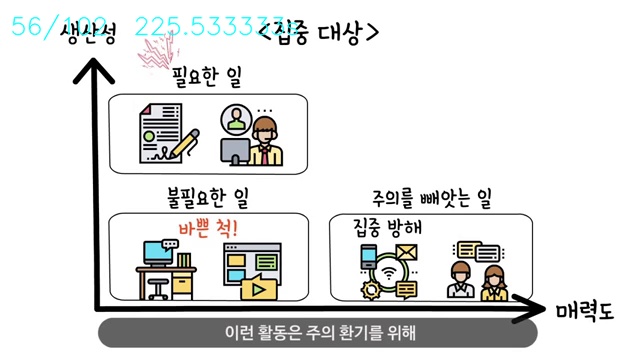 56/102 225.533333s
생산성 <집중 대상>
필요한 일
불필요한 일
바쁜 척!
주의를 빼앗는 일
집중 방해
매력도
이런 활동은 주의 환기를 위해